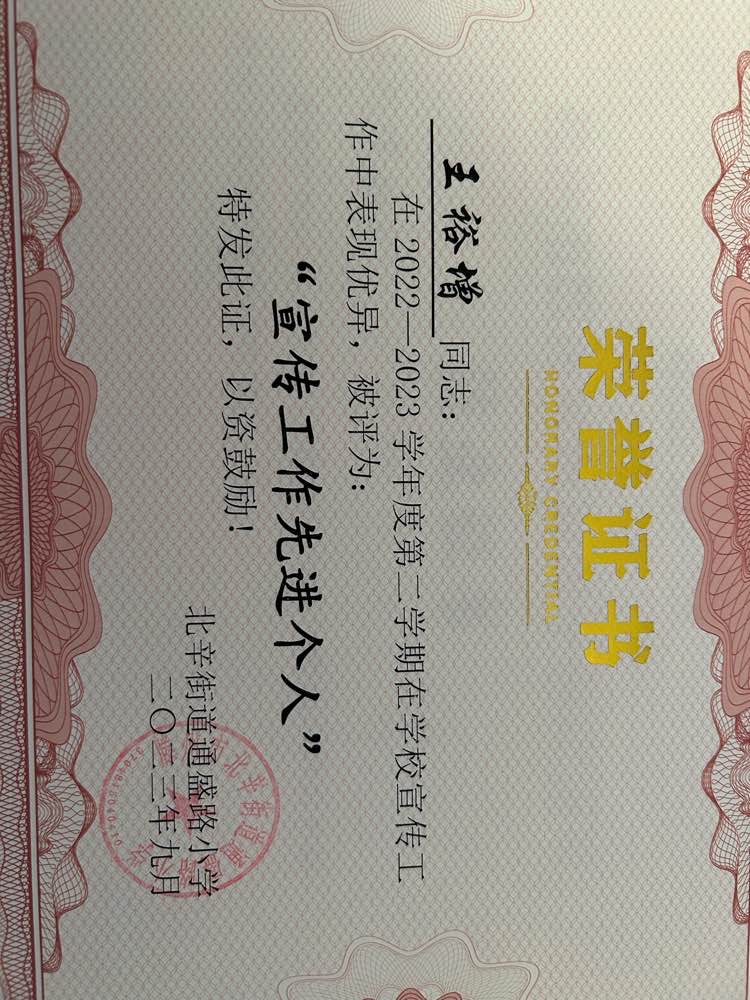 荣誉证书
HONORARY CREDENTIAL
王裕增 同志：
在 2022—2023 学年度第二学期在学校宣传工
作中表现优异，被评为：
“宣传工作先进个人”
特发此证，以资鼓励！
北辛街道通盛路小学
二〇二三年九月